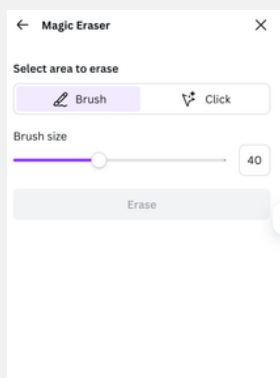 Magic Eraser
Select area to erase
Brush Click
Brush size
40
Erase